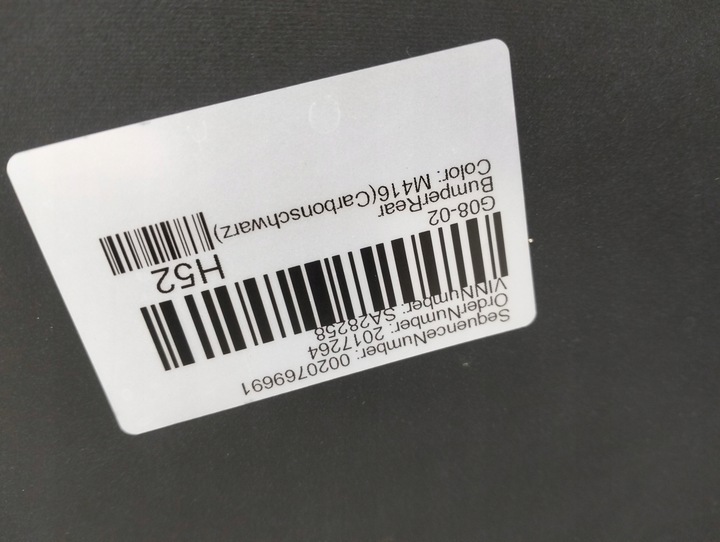 SequenceNumber: 0020769691
OrderNumber: 2017264
VINNumber: SA28258
H52
G08-02
BumperRear
Color: M416(Carbonschwarz)